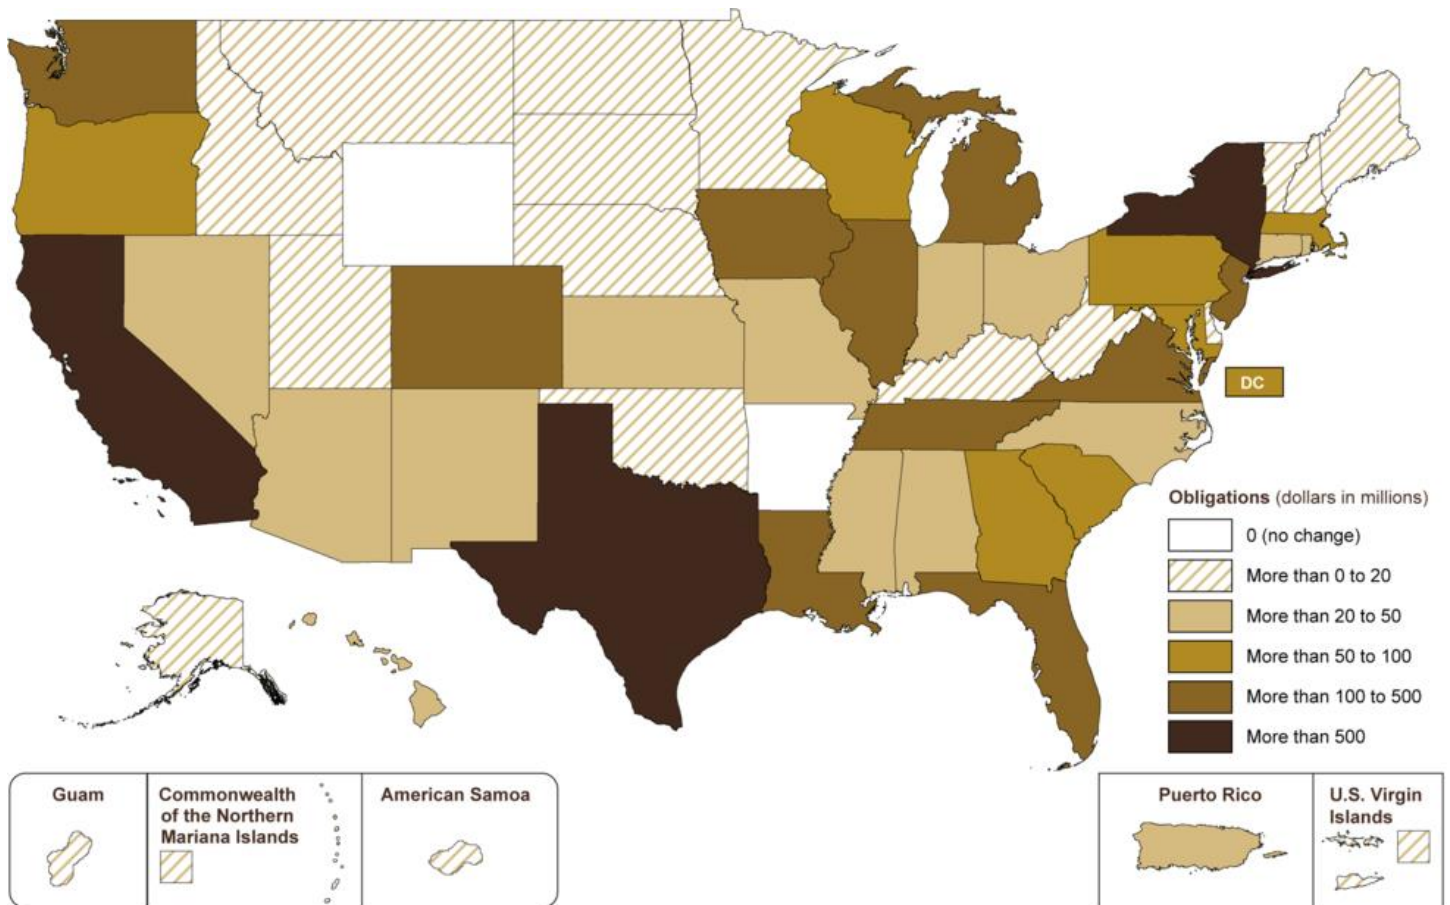 DC
Obligations (dollars in millions)
0 (no change)
More than 0 to 20
More than 20 to 50
More than 50 to 100
More than 100 to 500
More than 500
Guam
Commonwealth
of the Northern
Mariana Islands
American Samoa
Puerto Rico
U.S. Virgin
Islands